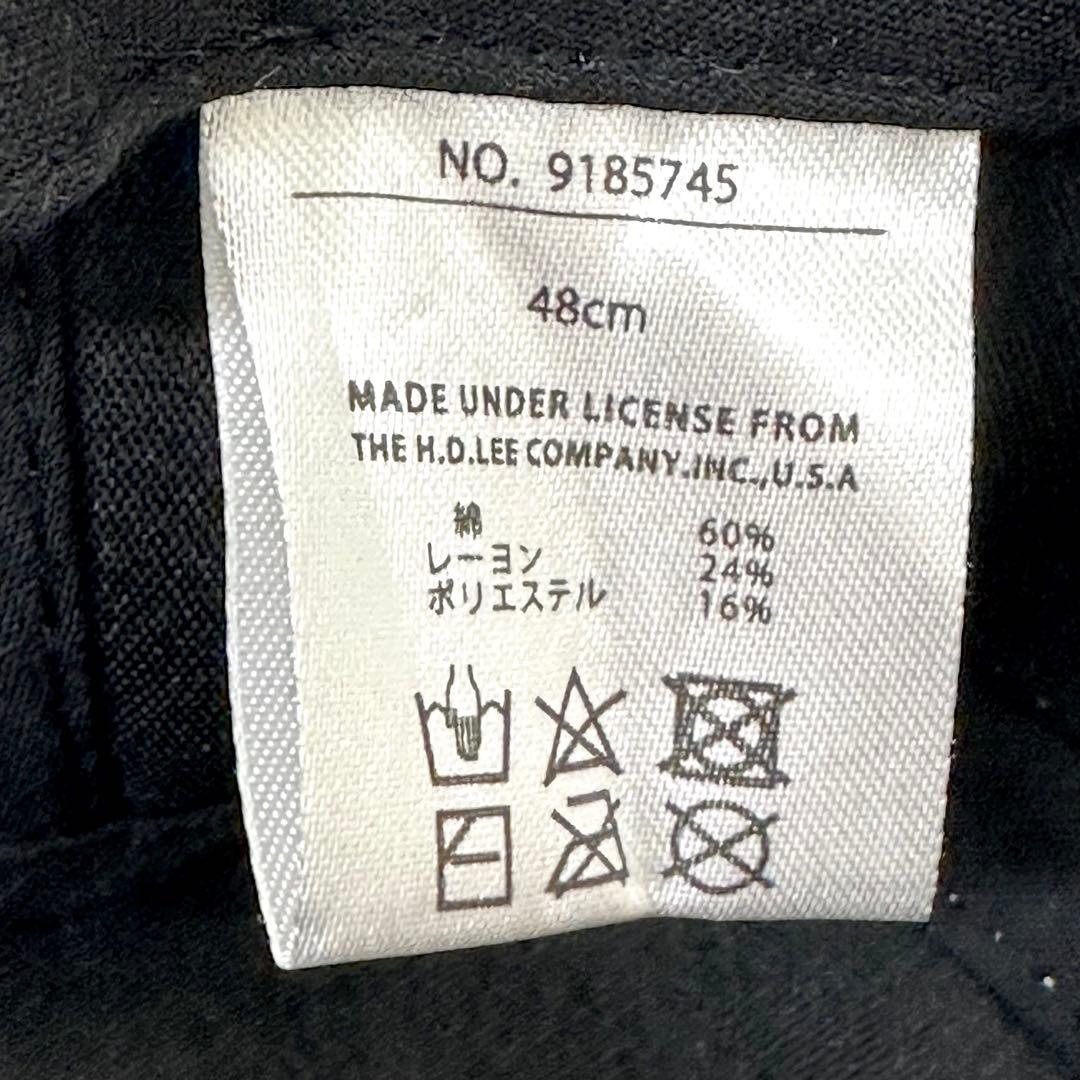 NO. 9185745
48cm
MADE UNDER LICENSE FROM
THE H.D.LEE COMPANY.INC.,U.S.A
綿 60%
レーヨン 24%
ポリエステル 16%